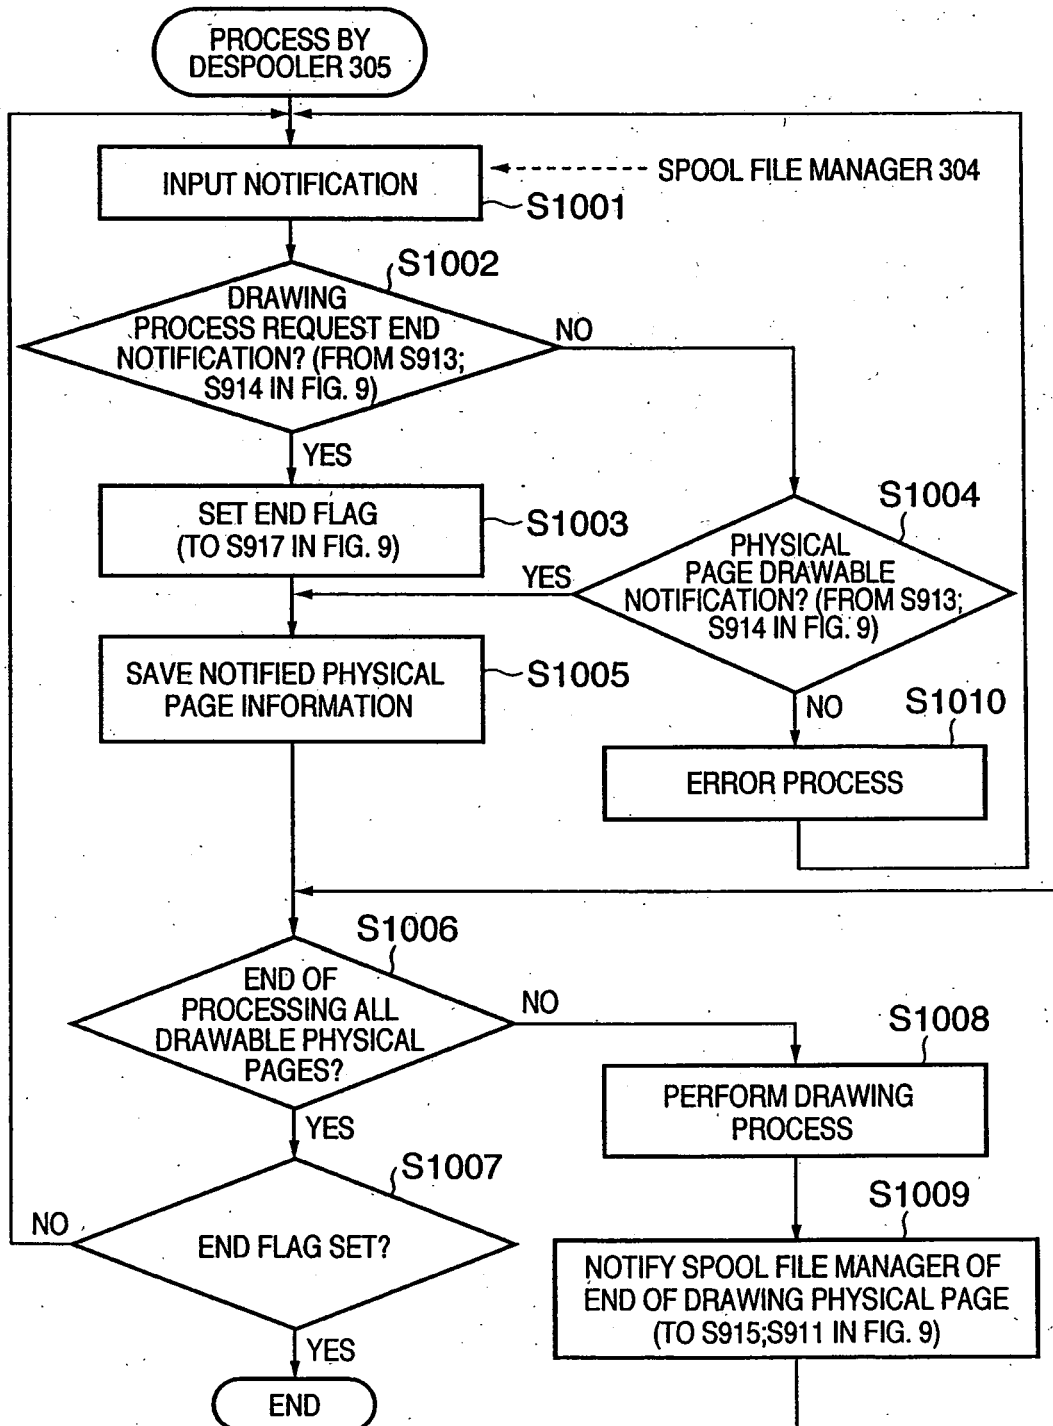 PROCESS BY
DESPOOLER 305
INPUT NOTIFICATION
SPOOL FILE MANAGER 304
S1001
S1002
DRAWING
PROCESS REQUEST END
NOTIFICATION? (FROM S913;
S914 IN FIG. 9)
NO
YES
SET END FLAG
(TO S917 IN FIG. 9)
S1003
S1004
PHYSICAL
PAGE DRAWABLE
NOTIFICATION? (FROM S913;
S914 IN FIG. 9)
YES
NO
SAVE NOTIFIED PHYSICAL
PAGE INFORMATION
S1005
S1010
ERROR PROCESS
S1006
END OF
PROCESSING ALL
DRAWABLE PHYSICAL
PAGES?
NO
YES
S1008
PERFORM DRAWING
PROCESS
S1007
END FLAG SET?
NO
YES
S1009
NOTIFY SPOOL FILE MANAGER OF
END OF DRAWING PHYSICAL PAGE
(TO S915;S911 IN FIG. 9)
END